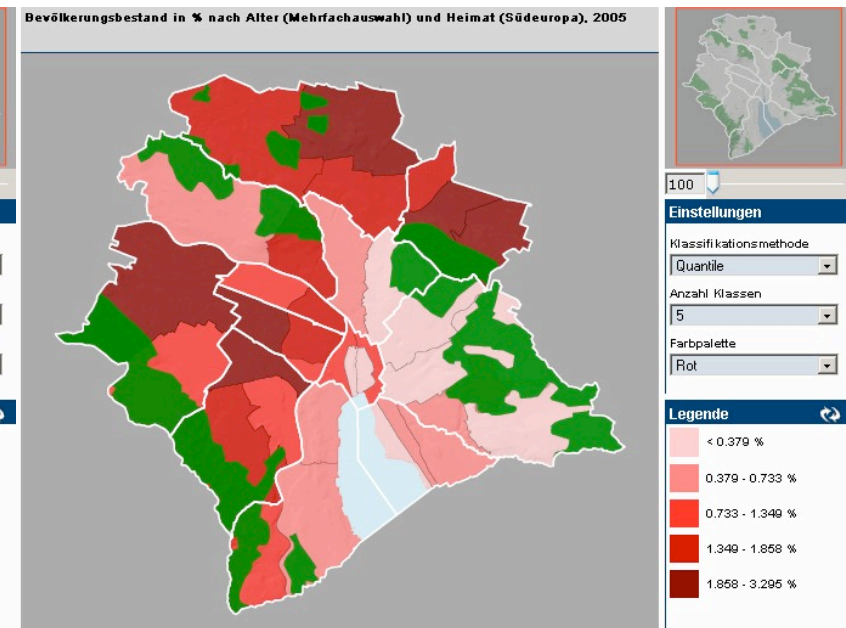 Bevölkerungsbestand in % nach Alter (Mehrfachauswahl) und Heimat (Südeuropa), 2005
100
Einstellungen
Klassifikationsmethode
Quantile
Anzahl Klassen
5
Farbpalette
Rot
Legende
< 0.379 %
0.379 - 0.733 %
0.733 - 1.349 %
1.349 - 1.858 %
1.858 - 3.295 %